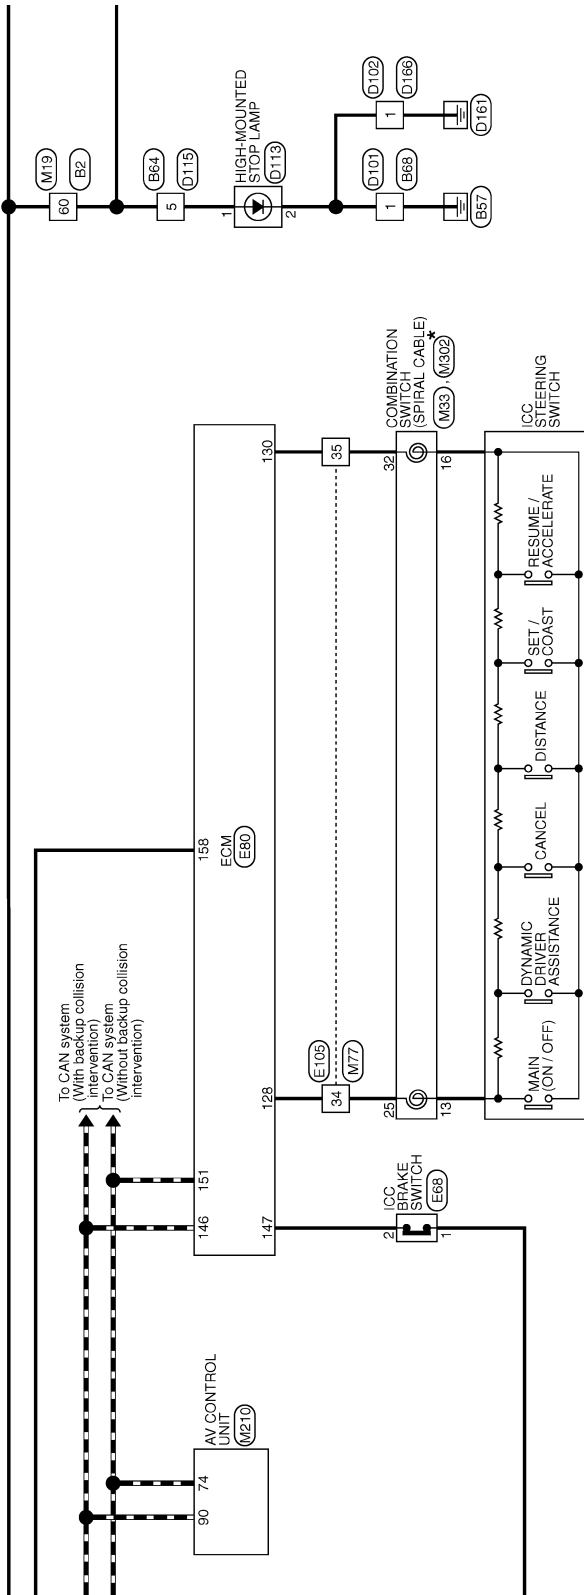 M19
B2
60
B64
D115
5
HIGH-MOUNTED
STOP LAMP
D113
1
2
D102
D166
1
D161
D101
B68
1
B57
130
35
COMBINATION
SWITCH
(SPIRAL CABLE)
*
M33 , M302
32
16
ICC
STEERING
SWITCH
RESUME /
ACCELERATE
SET /
COAST
DISTANCE
CANCEL
DYNAMIC
DRIVER
ASSISTANCE
MAIN
(ON / OFF)
158
ECM
E80
To CAN system
(With backup collision
intervention)
To CAN system
(Without backup collision
intervention)
128
E105
M77
34
25
13
151
146
147
ICC
BRAKE
SWITCH
E68
2
1
AV CONTROL
UNIT
M210
74
90